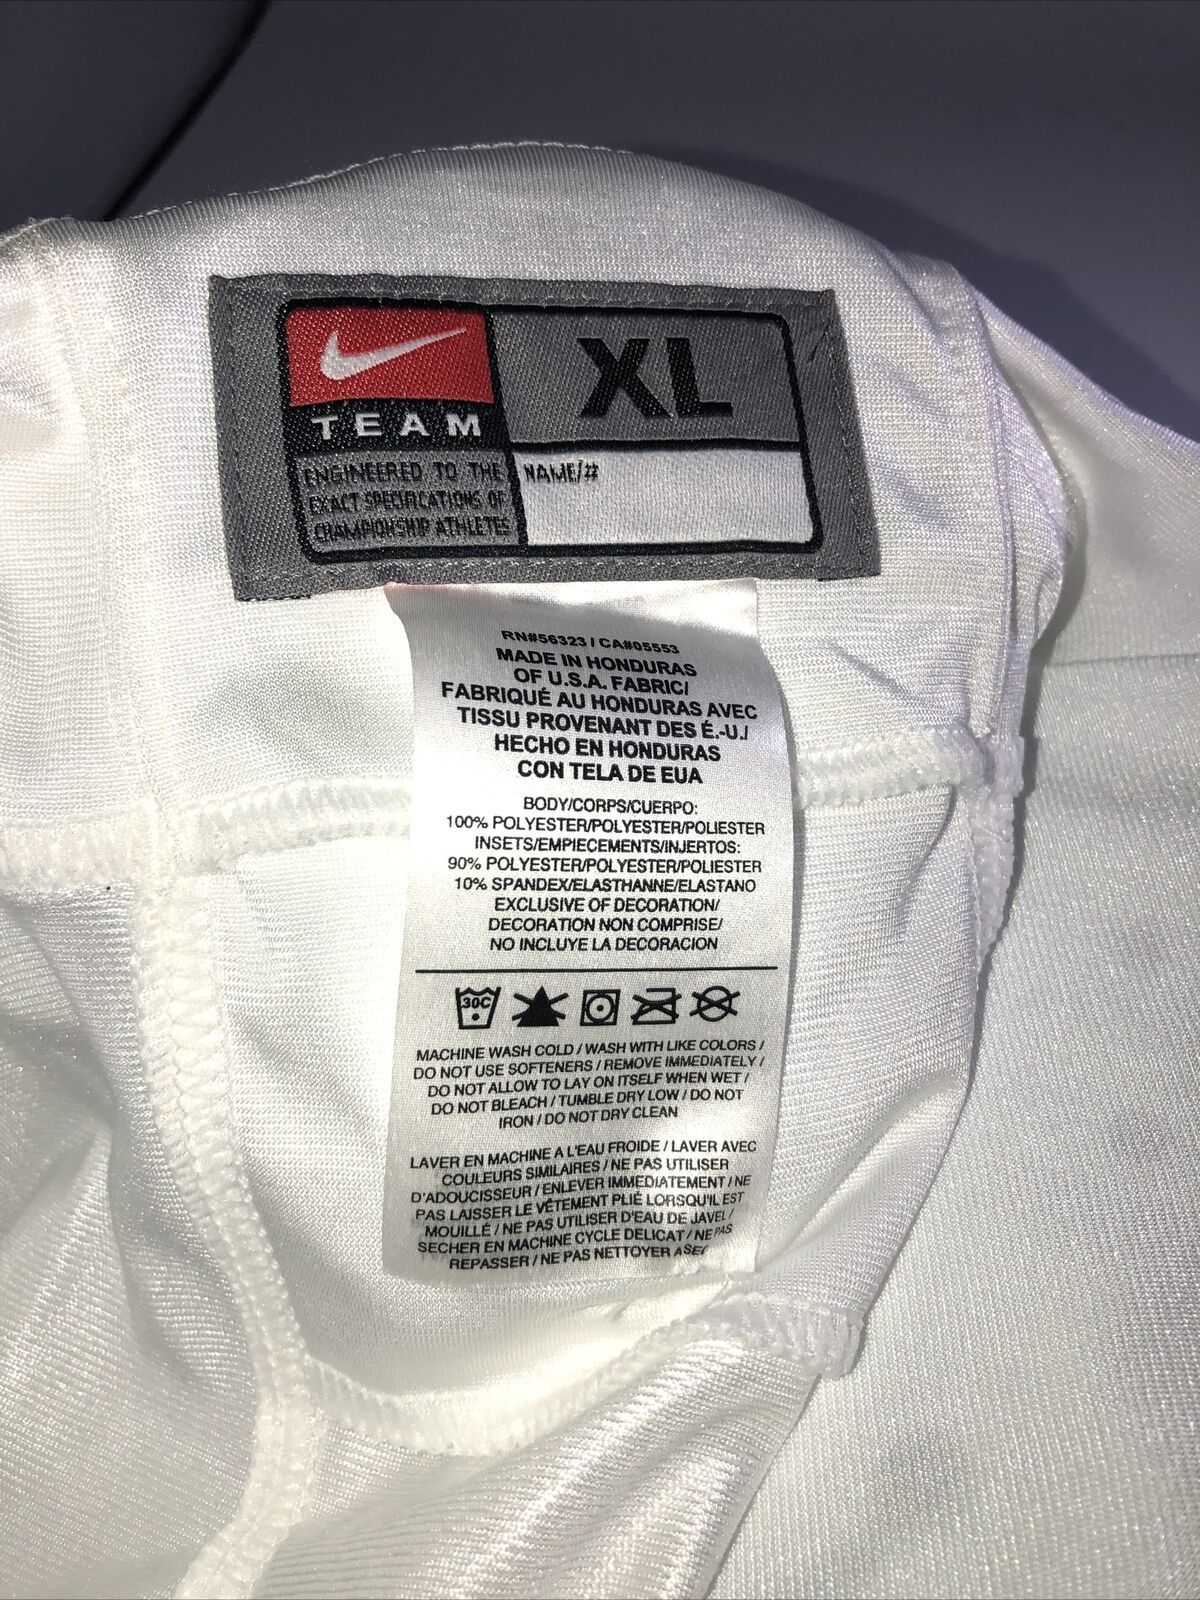 TEAM
XL
ENGINEERED TO THE
EXACT SPECIFICATIONS OF
CHAMPIONSHIP ATHLETES
NAME/#
RN#56323 / CA#05553
MADE IN HONDURAS
OF U.S.A. FABRIC/
FABRIQUÉ AU HONDURAS AVEC
TISSU PROVENANT DES É.-U./
HECHO EN HONDURAS
CON TELA DE EUA
BODY/CORPS/CUERPO:
100% POLYESTER/POLYESTER/POLIESTER
INSETS/EMPIECEMENTS/INJERTOS:
90% POLYESTER/POLYESTER/POLIESTER
10% SPANDEX/ELASTHANNE/ELASTANO
EXCLUSIVE OF DECORATION/
DECORATION NON COMPRISE/
NO INCLUYE LA DECORACION
30C
MACHINE WASH COLD / WASH WITH LIKE COLORS /
DO NOT USE SOFTENERS / REMOVE IMMEDIATELY /
DO NOT ALLOW TO LAY ON ITSELF WHEN WET /
DO NOT BLEACH / TUMBLE DRY LOW / DO NOT
IRON / DO NOT DRY CLEAN
LAVER EN MACHINE A L'EAU FROIDE / LAVER AVEC
COULEURS SIMILAIRES / NE PAS UTILISER
D'ADOUCISSEUR / ENLEVER IMMEDIATEMENT / NE
PAS LAISSER LE VÊTEMENT PLIÉ LORSQU'IL EST
MOUILLÉ / NE PAS UTILISER D'EAU DE JAVEL /
SECHER EN MACHINE CYCLE DELICAT / NE PAS
REPASSER / NE PAS NETTOYER A SEC/